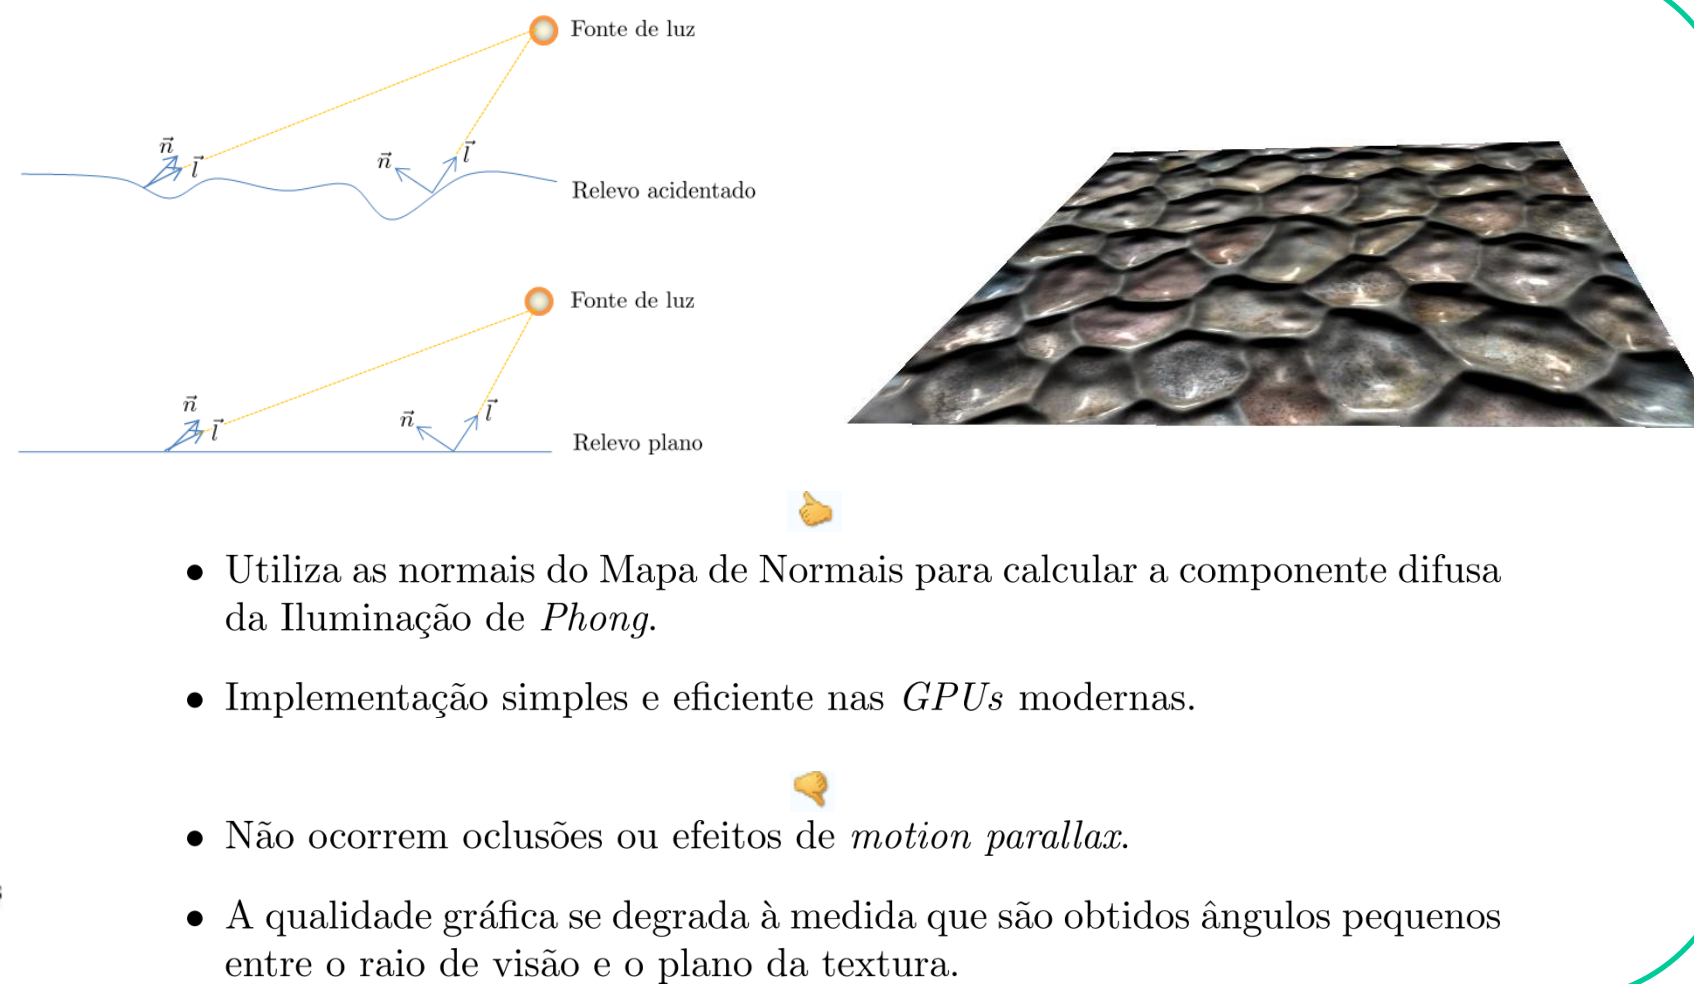 Fonte de luz
n⃗
l⃗
n⃗
l⃗
Relevo acidentado
Fonte de luz
n⃗
l⃗
n⃗
l⃗
Relevo plano
• Utiliza as normais do Mapa de Normais para calcular a componente difusa
da Iluminação de Phong.
• Implementação simples e eficiente nas GPUs modernas.
• Não ocorrem oclusões ou efeitos de motion parallax.
• A qualidade gráfica se degrada à medida que são obtidos ângulos pequenos
entre o raio de visão e o plano da textura.